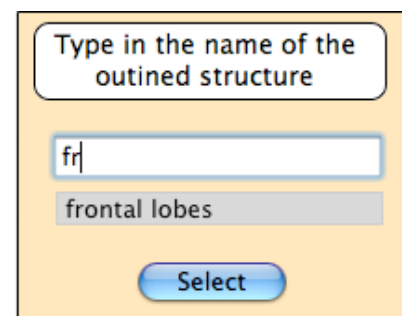 Type in the name of the
outined structure
fr
frontal lobes
Select